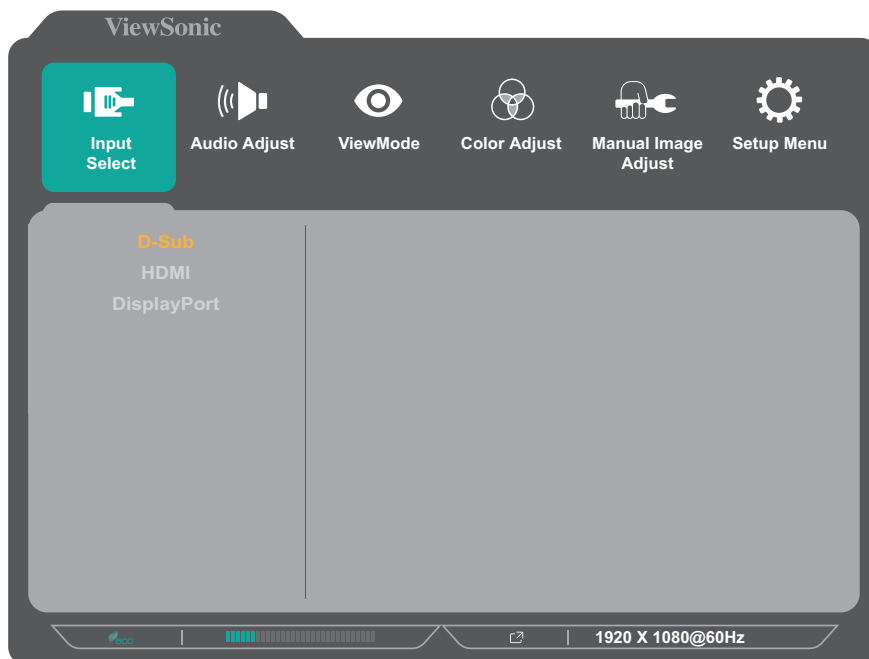 ViewSonic
Input
Select
Audio Adjust
ViewMode
Color Adjust
Manual Image
Adjust
Setup Menu
D-Sub
HDMI
DisplayPort
eco
1920 X 1080@60Hz